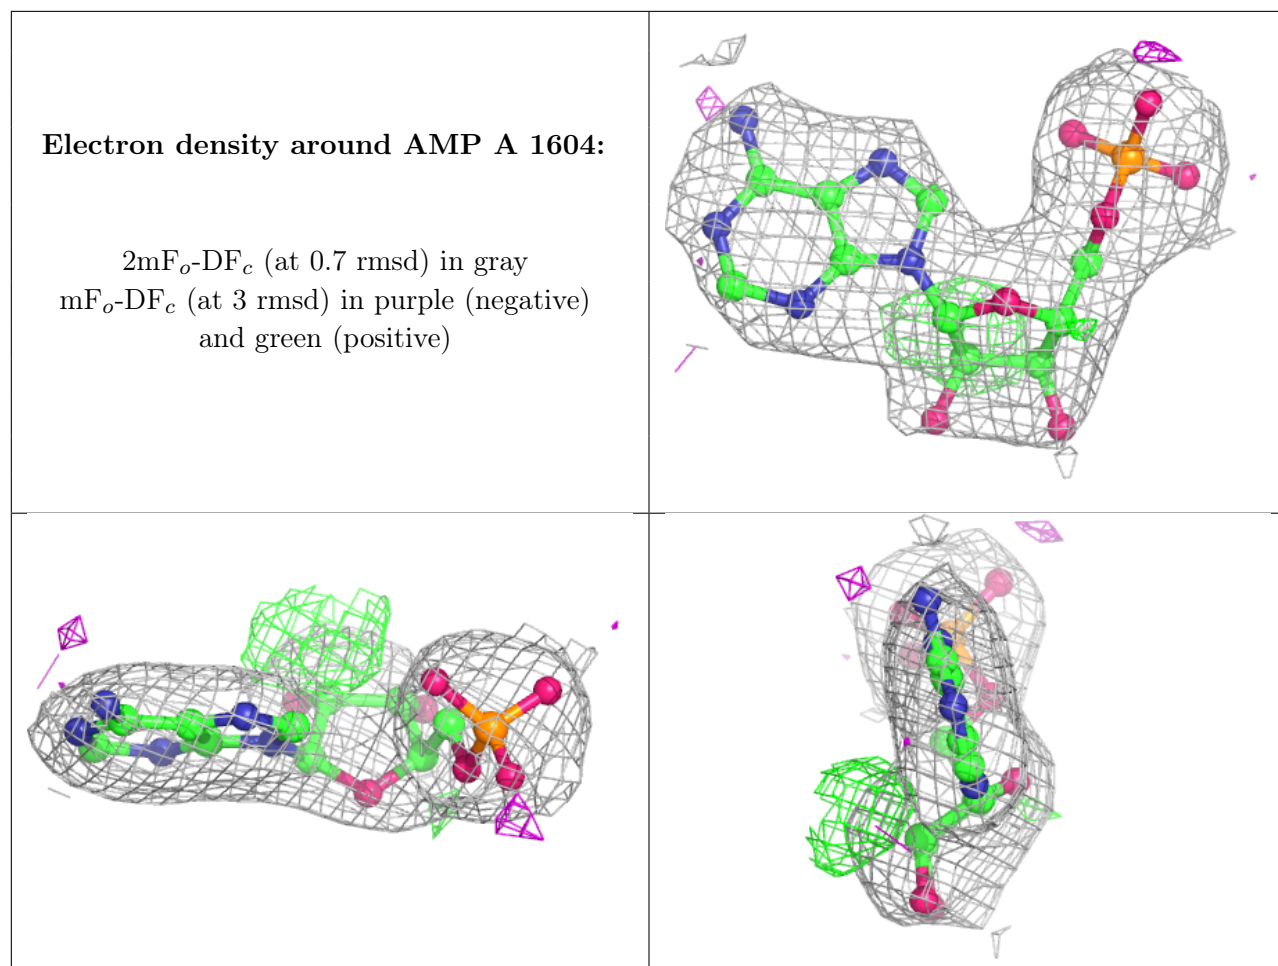 Electron density around AMP A 1604:
2mFo-DFc (at 0.7 rmsd) in gray
mFo-DFc (at 3 rmsd) in purple (negative)
and green (positive)